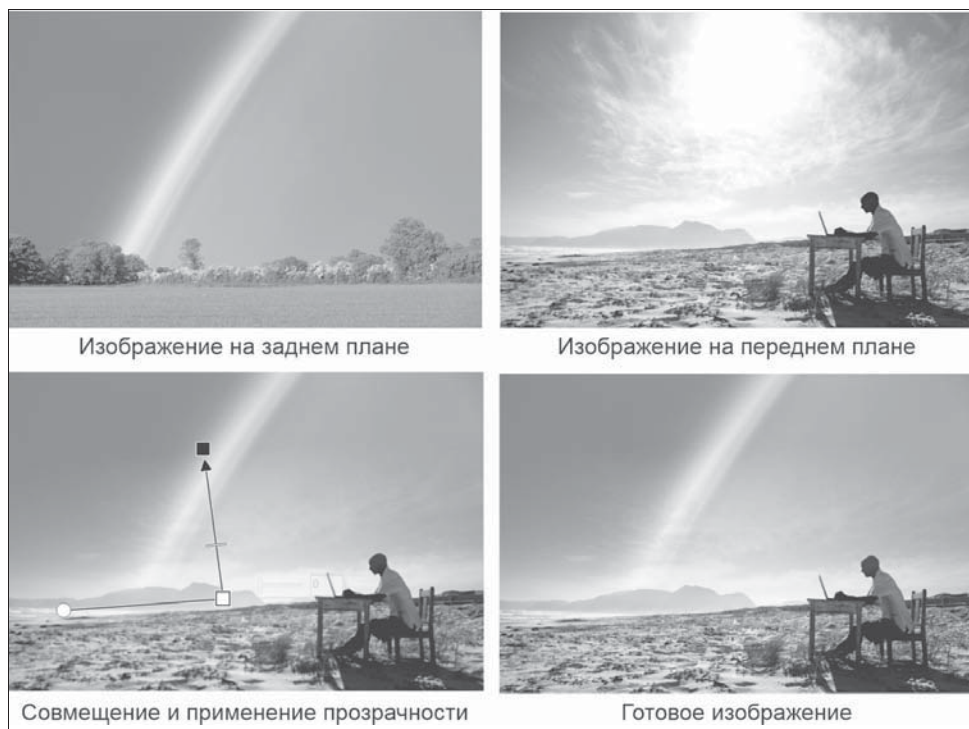 Изображение на заднем плане
Изображение на переднем плане
Совмещение и применение прозрачности
Готовое изображение